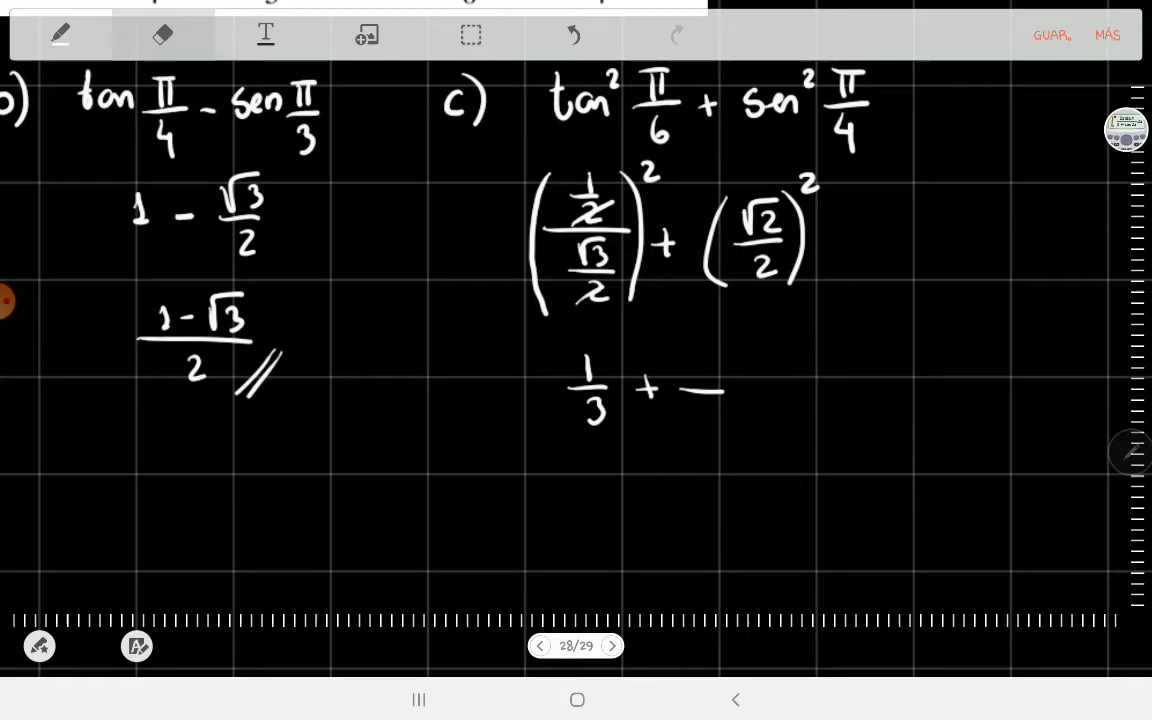 GUAR. MÁS
b) tan π/4 - sen π/3
1 - √3/2
1 - √3 / 2 //
c) tan² π/6 + sen² π/4
((1/2)/(√3/2))² + (√2/2)²
1/3 + —
28/29